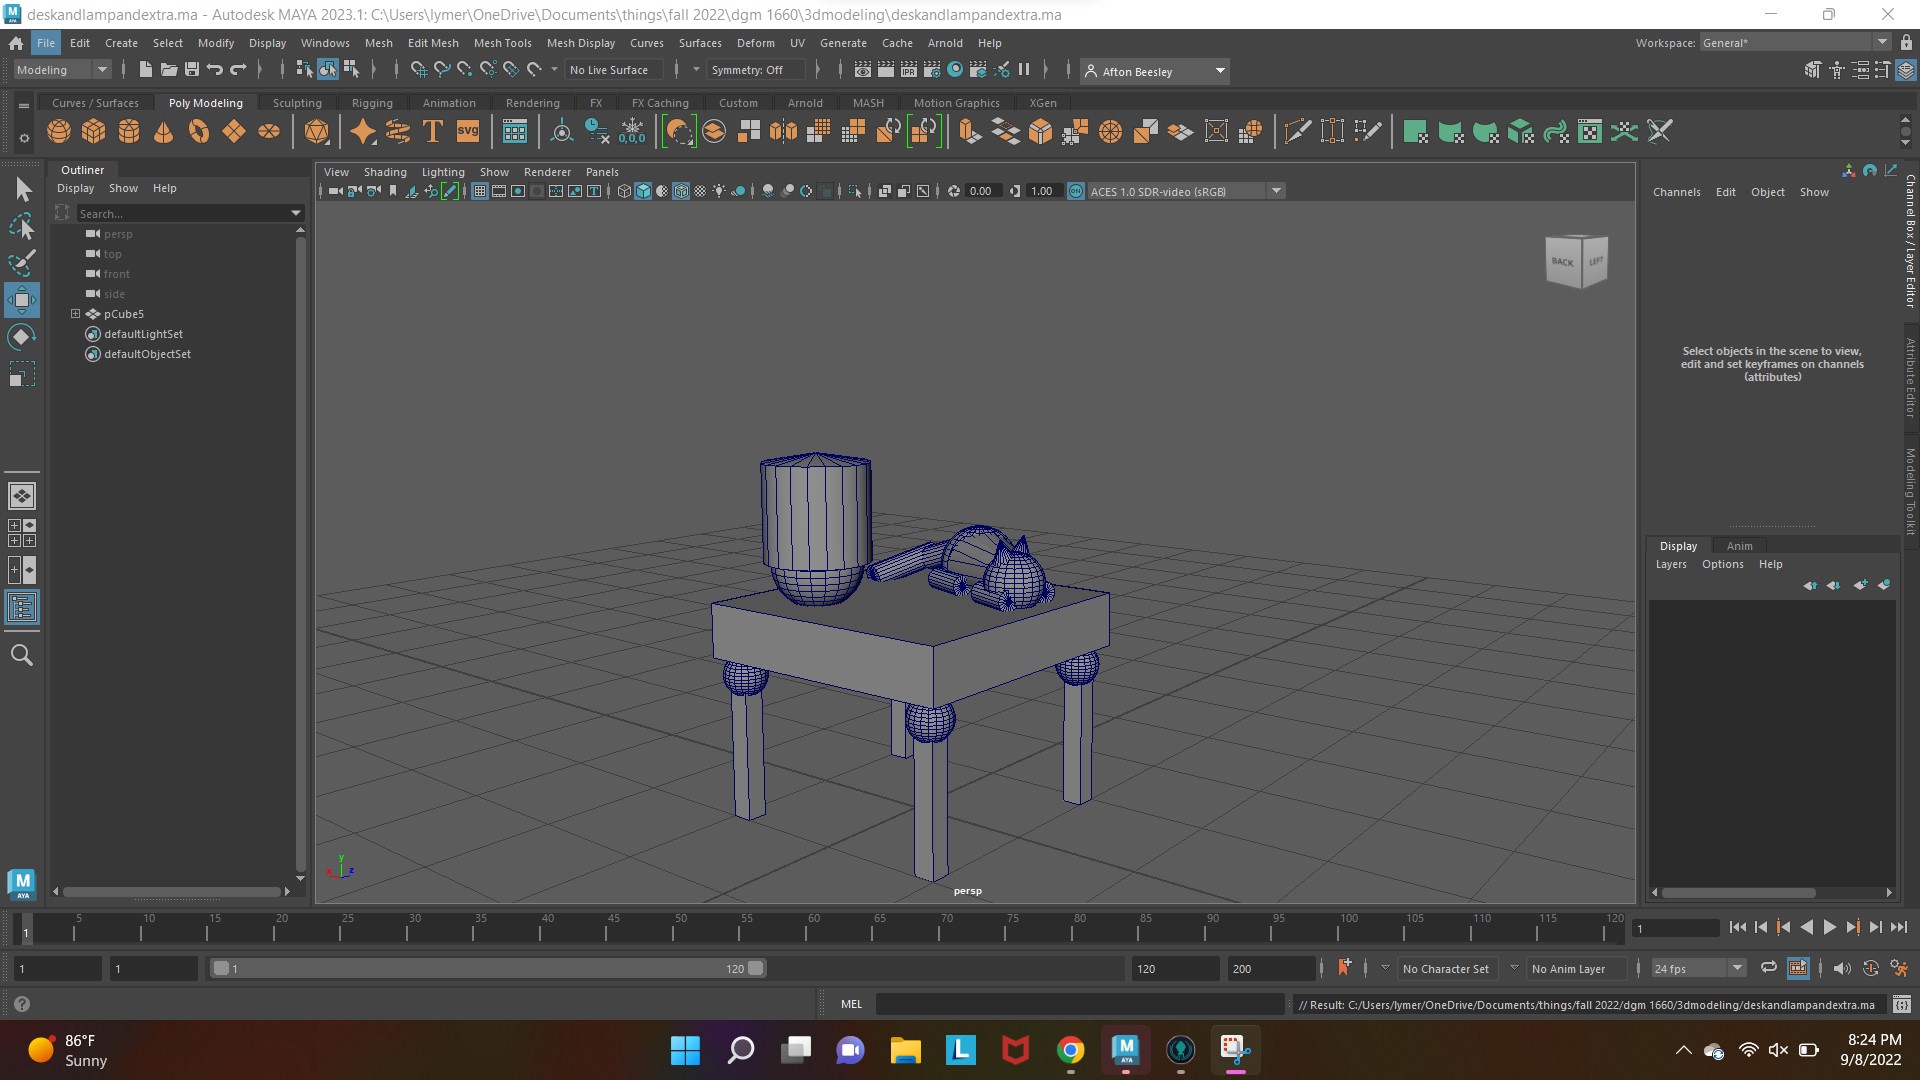 deskandlampandextra.ma - Autodesk MAYA 2023.1: C:\Users\lymer\OneDrive\Documents\things\fall 2022\dgm 1660\3dmodeling\deskandlampandextra.ma
File Edit Create Select Modify Display Windows Mesh Edit Mesh Mesh Tools Mesh Display Curves Surfaces Deform UV Generate Cache Arnold Help
Workspace: General*
Modeling
No Live Surface
Symmetry: Off
Afton Beesley
Curves / Surfaces Poly Modeling Sculpting Rigging Animation Rendering FX FX Caching Custom Arnold MASH Motion Graphics XGen
T svg 0,0,0
Outliner
Display Show Help
Search...
persp
top
front
side
pCube5
defaultLightSet
defaultObjectSet
View Shading Lighting Show Renderer Panels
0.00 1.00 ACES 1.0 SDR-video (sRGB)
BACK LEFT
y
x z
persp
Channels Edit Object Show
Select objects in the scene to view,
edit and set keyframes on channels
(attributes)
Channel Box / Layer Editor
Attribute Editor
Modeling Toolkit
Display Anim
Layers Options Help
M
AYA
1 5 10 15 20 25 30 35 40 45 50 55 60 65 70 75 80 85 90 95 100 105 110 115 120
1
1 1 1 120 120 200 No Character Set No Anim Layer 24 fps
MEL
// Result: C:/Users/lymer/OneDrive/Documents/things/fall 2022/dgm 1660/3dmodeling/deskandlampandextra.ma
86°F
Sunny
L
M
AYA
8:24 PM
9/8/2022